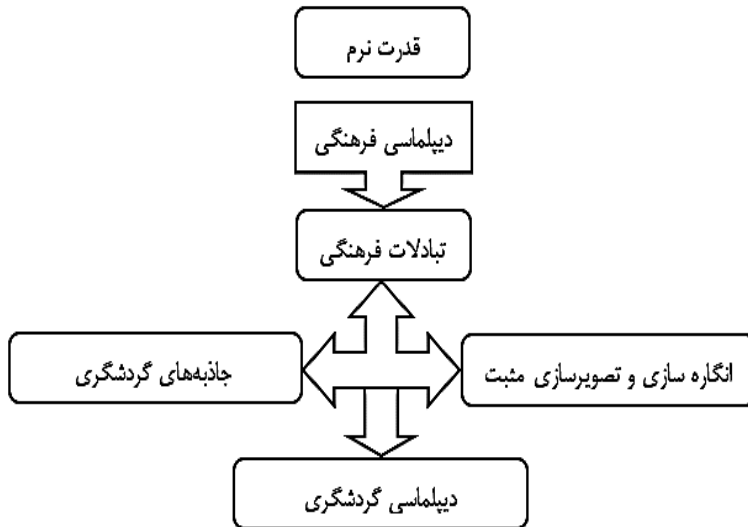 قدرت نرم
دیپلماسی فرهنگی
تبادلات فرهنگی
انگاره سازی و تصویرسازی مثبت
جاذبه‌های گردشگری
دیپلماسی گردشگری